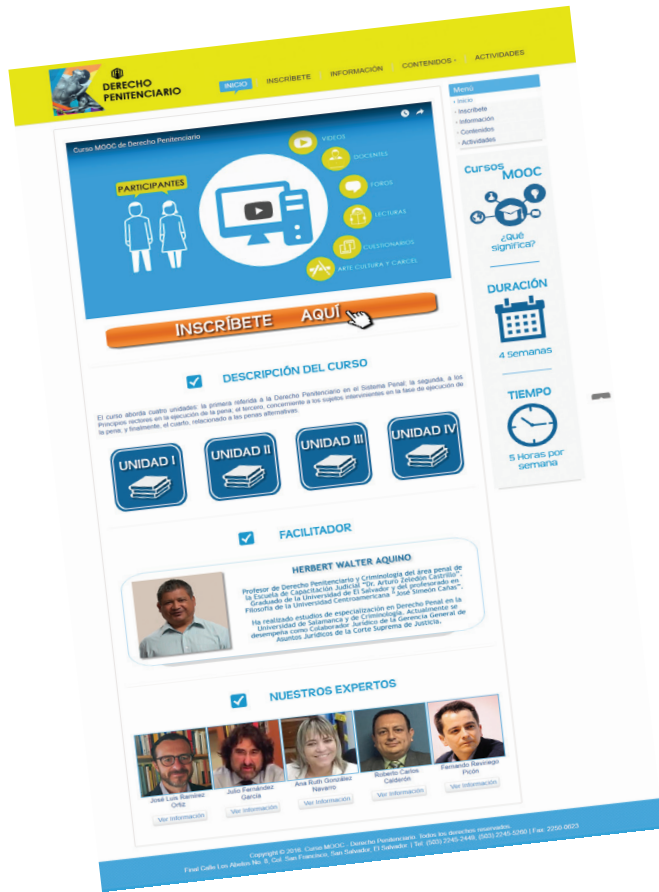 DERECHO
PENITENCIARIO
INICIO
INSCRÍBETE
INFORMACIÓN
CONTENIDOS
ACTIVIDADES
Curso MOOC de Derecho Penitenciario
PARTICIPANTES
VIDEOS
DOCENTES
FOROS
LECTURAS
CUESTIONARIOS
ARTE CULTURA Y CARCEL
INSCRÍBETE AQUÍ
Menú
Inicio
Inscríbete
Información
Contenidos
Actividades
Cursos
MOOC
¿Qué
significa?
DURACIÓN
4 Semanas
TIEMPO
5 Horas por
semana
DESCRIPCIÓN DEL CURSO
El curso aborda cuatro unidades: la primera referida a la Derecho Penitenciario en el Sistema Penal; la segunda, a los
Principios rectores en la ejecución de la pena; el tercero, concerniente a los sujetos intervinientes en la fase de ejecución de
la pena, y finalmente, el cuarto, relacionado a las penas alternativas.
UNIDAD I
UNIDAD II
UNIDAD III
UNIDAD IV
FACILITADOR
HERBERT WALTER AQUINO
Profesor de Derecho Penitenciario y Criminología del área penal de
la Escuela de Capacitación Judicial "Dr. Arturo Zeledón Castrillo".
Graduado de la Universidad de El Salvador y del profesorado en
Filosofía de la Universidad Centroamericana "José Simeón Cañas".
Ha realizado estudios de especialización en Derecho Penal en la
Universidad de Salamanca y de Criminología. Actualmente se
desempeña como Colaborador Jurídico de la Gerencia General de
Asuntos Jurídicos de la Corte Suprema de Justicia.
NUESTROS EXPERTOS
José Luis Ramírez
Ortiz
Ver Información
Julio Fernández
García
Ver Información
Ana Ruth González
Navarro
Ver Información
Roberto Carlos
Calderón
Ver Información
Fernando Reviriego
Picón
Ver Información
Copyright © 2016. Curso MOOC - Derecho Penitenciario. Todos los derechos reservados.
Final Calle Los Abetos No. 8, Col. San Francisco, San Salvador, El Salvador. | Tel: (503) 2245-2449, (503) 2245-5260 | Fax: 2250-0623